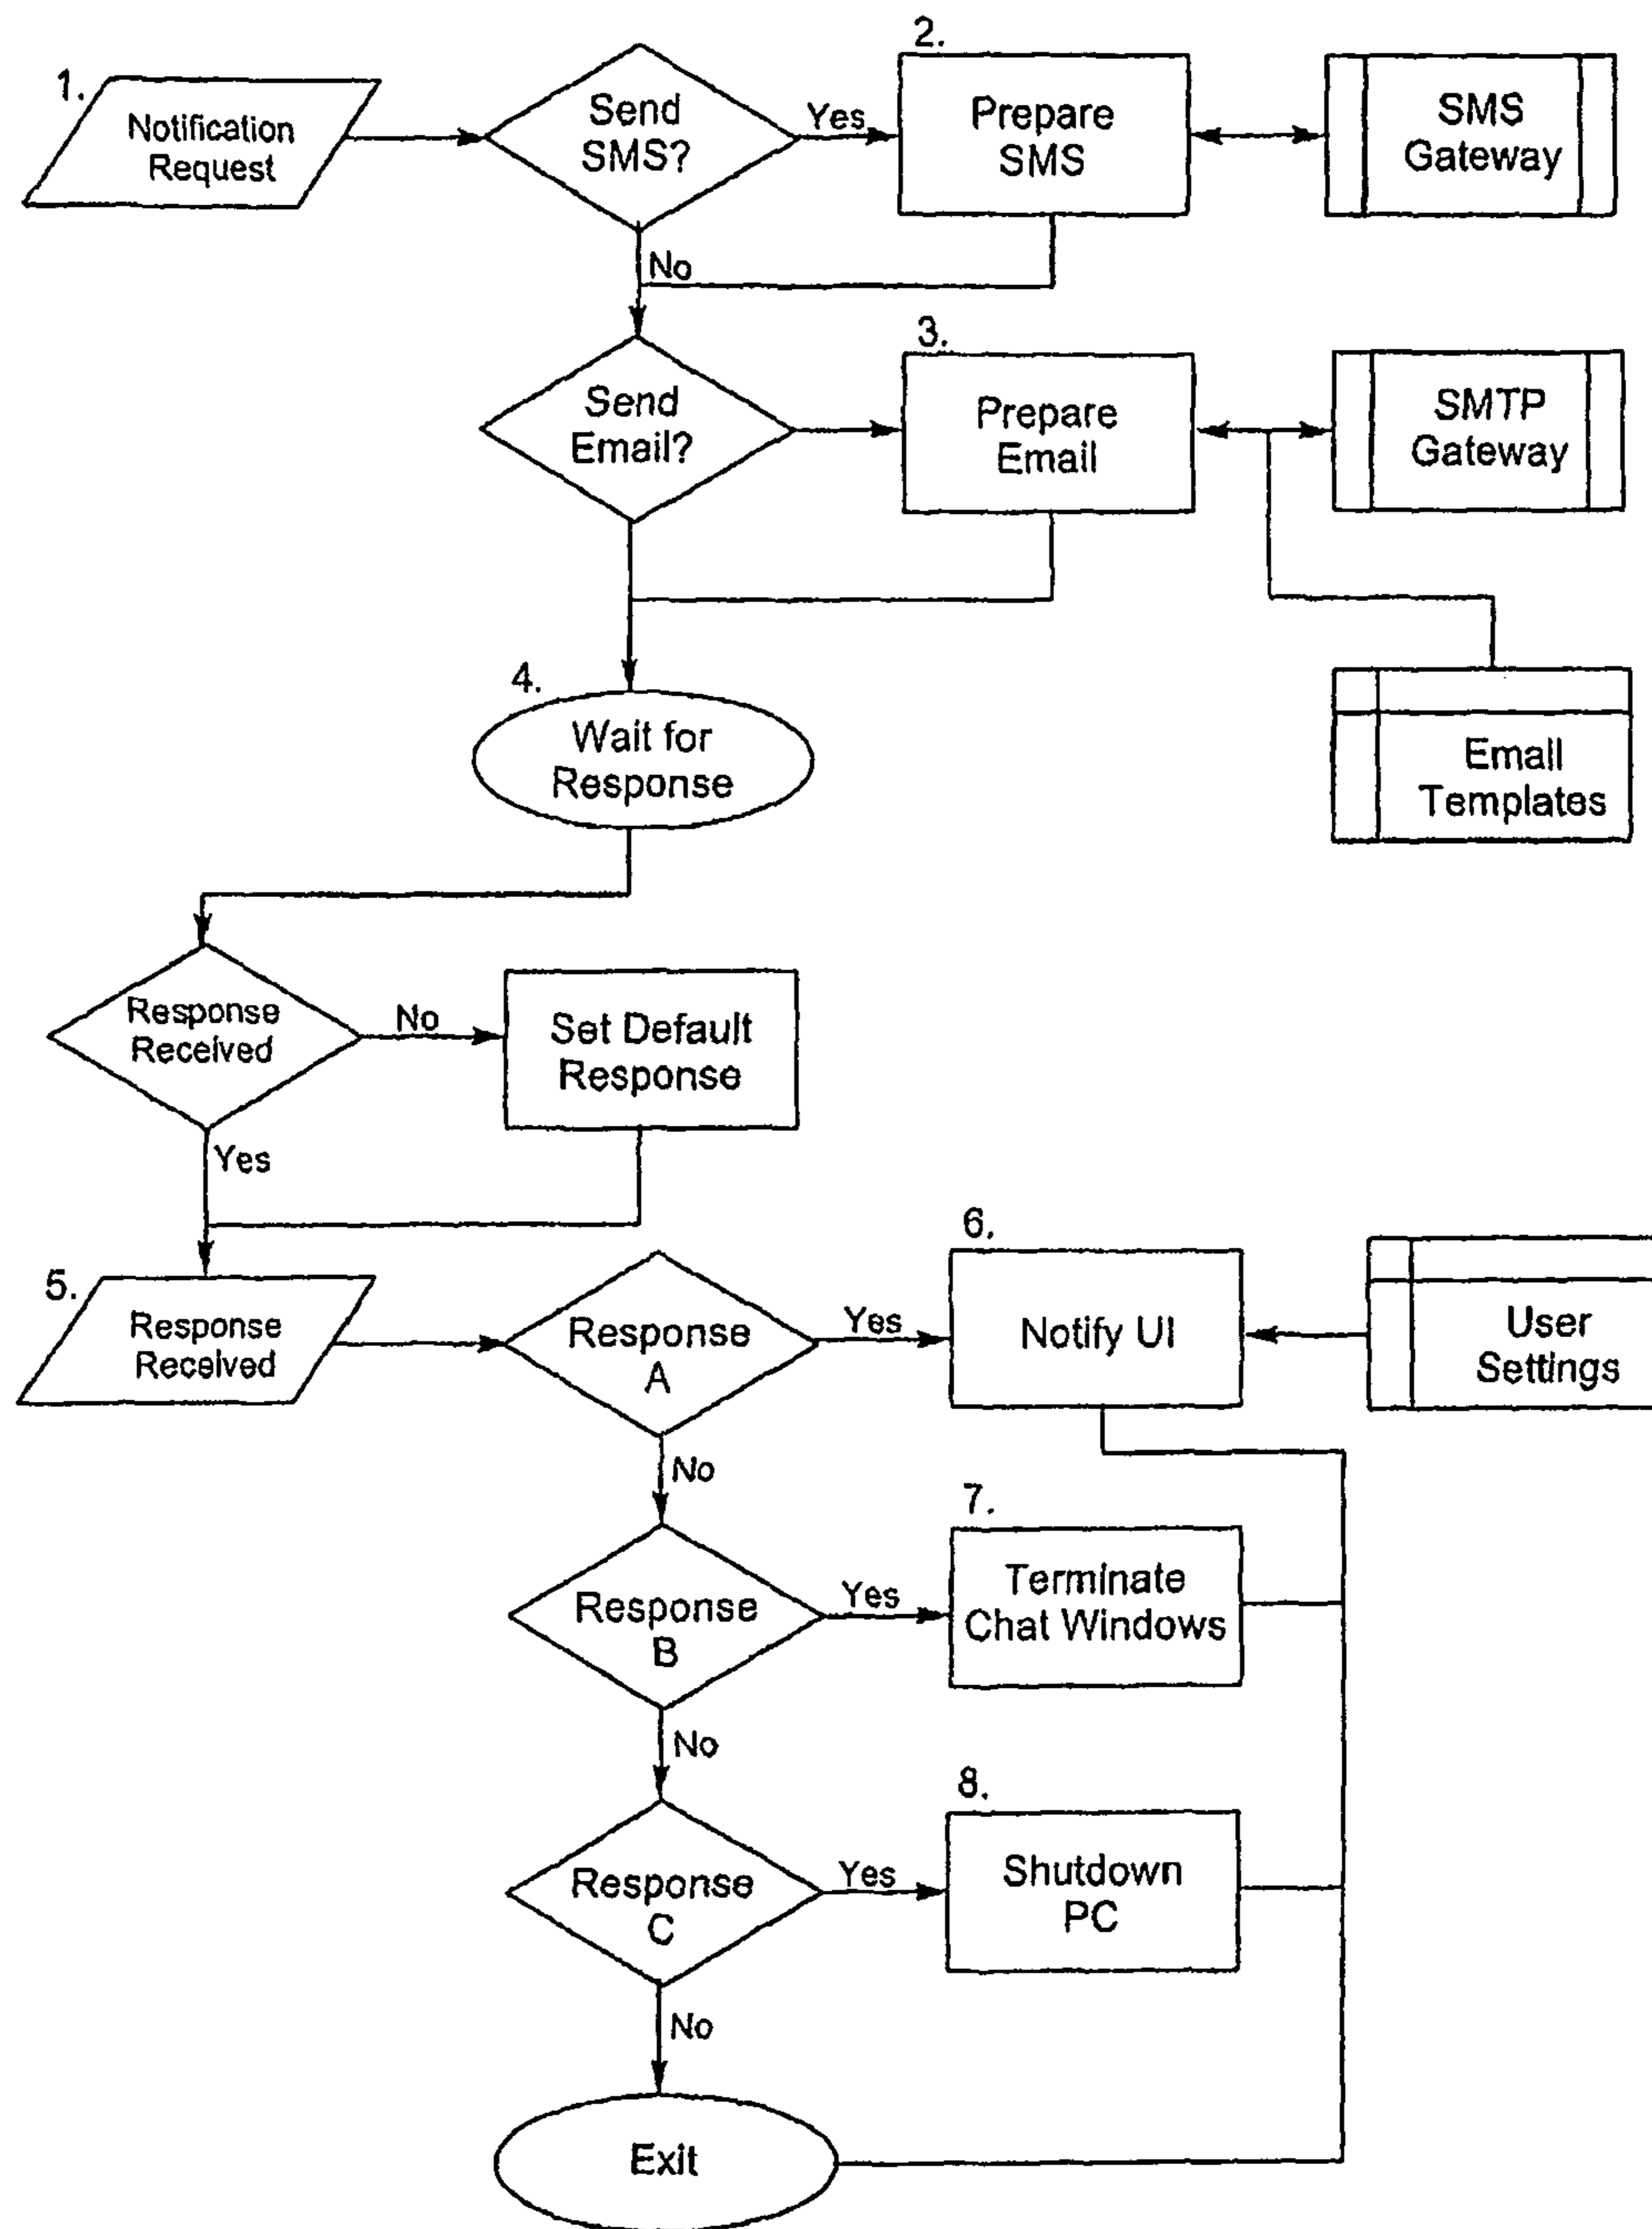 1.
Notification
Request
Send
SMS?
Yes
2.
Prepare
SMS
SMS
Gateway
No
Send
Email?
3.
Prepare
Email
SMTP
Gateway
Email
Templates
4.
Wait for
Response
Response
Received
No
Set Default
Response
Yes
5.
Response
Received
Response
A
Yes
6.
Notify UI
User
Settings
No
Response
B
Yes
7.
Terminate
Chat Windows
No
Response
C
Yes
8.
Shutdown
PC
No
Exit